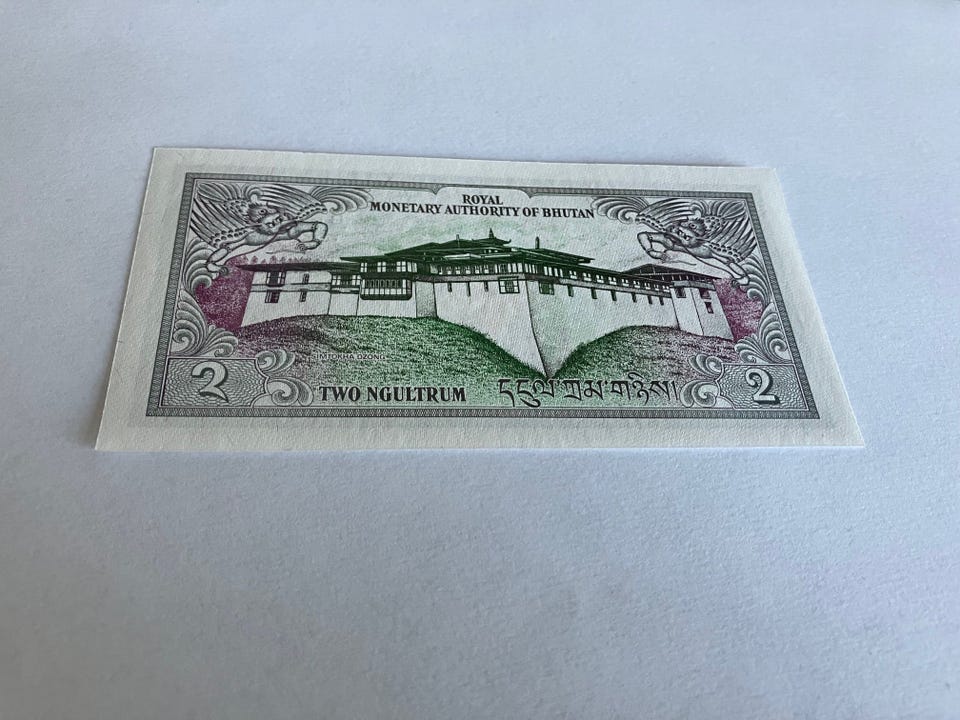 ROYAL
MONETARY AUTHORITY OF BHUTAN
SIMTOKHA DZONG
2
TWO NGULTRUM
དངུལ་ཀྲམ་གཉིས།
2